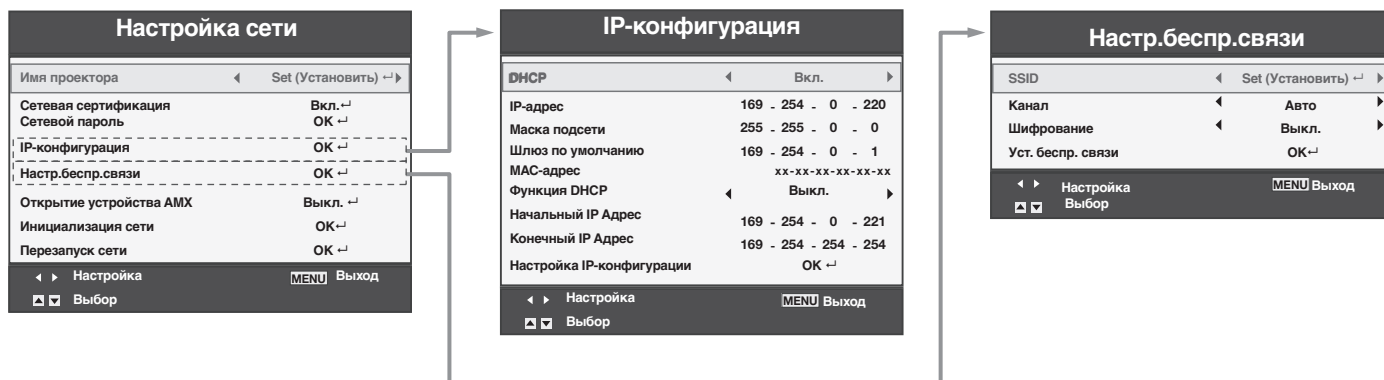 Настройка сети
Имя проектора Set (Установить) ↵
Сетевая сертификация Вкл.↵
Сетевой пароль OK ↵
IP-конфигурация OK ↵
Настр.беспр.связи OK ↵
Открытие устройства AMX Выкл. ↵
Инициализация сети OK↵
Перезапуск сети OK ↵
Настройка MENU Выход
Выбор
IP-конфигурация
DHCP Вкл.
IP-адрес 169 - 254 - 0 - 220
Маска подсети 255 - 255 - 0 - 0
Шлюз по умолчанию 169 - 254 - 0 - 1
MAC-адрес xx-xx-xx-xx-xx-xx
Функция DHCP Выкл.
Начальный IP Адрес 169 - 254 - 0 - 221
Конечный IP Адрес 169 - 254 - 254 - 254
Настройка IP-конфигурации OK ↵
Настройка MENU Выход
Выбор
Настр.беспр.связи
SSID Set (Установить) ↵
Канал Авто
Шифрование Выкл.
Уст. беспр. связи OK↵
Настройка MENU Выход
Выбор